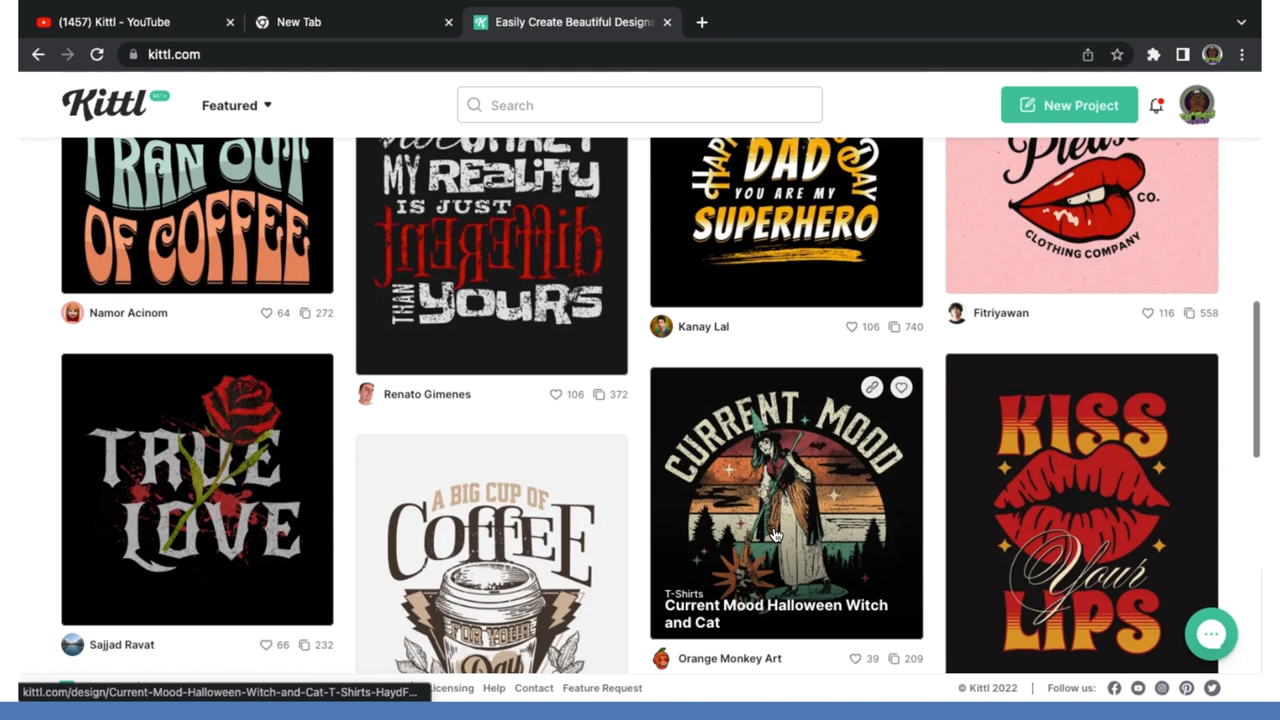 (1457) Kittl - YouTube
New Tab
Easily Create Beautiful Designs
kittl.com
Kittl
BETA
Featured
Search
New Project
I RAN OUT
OF COFFEE
Namor Acinom
64
272
MY REALITY
IS JUST
DIFFERENT
THAN
YOURS
Renato Gimenes
106
372
DAD
DAY
YOU ARE MY
SUPERHERO
Kanay Lal
106
740
Please
CO.
CLOTHING COMPANY
Fitriyawan
116
558
TRUE
LOVE
Sajjad Ravat
66
232
A BIG CUP OF
COFFEE
FOR YOUR
Day
CURRENT MOOD
T-Shirts
Current Mood Halloween Witch
and Cat
Orange Monkey Art
39
209
KISS
Your
LIPS
kittl.com/design/Current-Mood-Halloween-Witch-and-Cat-T-Shirts-HaydF...
Licensing
Help
Contact
Feature Request
© Kittl 2022
Follow us: